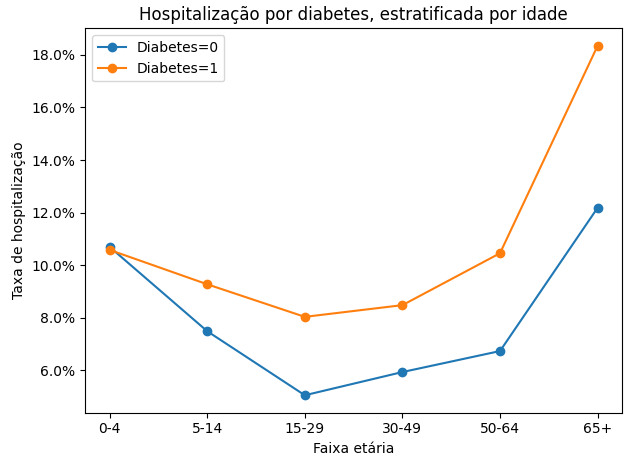 Hospitalização por diabetes, estratificada por idade
Diabetes=0
Diabetes=1
Taxa de hospitalização
18.0%
16.0%
14.0%
12.0%
10.0%
8.0%
6.0%
0-4 5-14 15-29 30-49 50-64 65+
Faixa etária